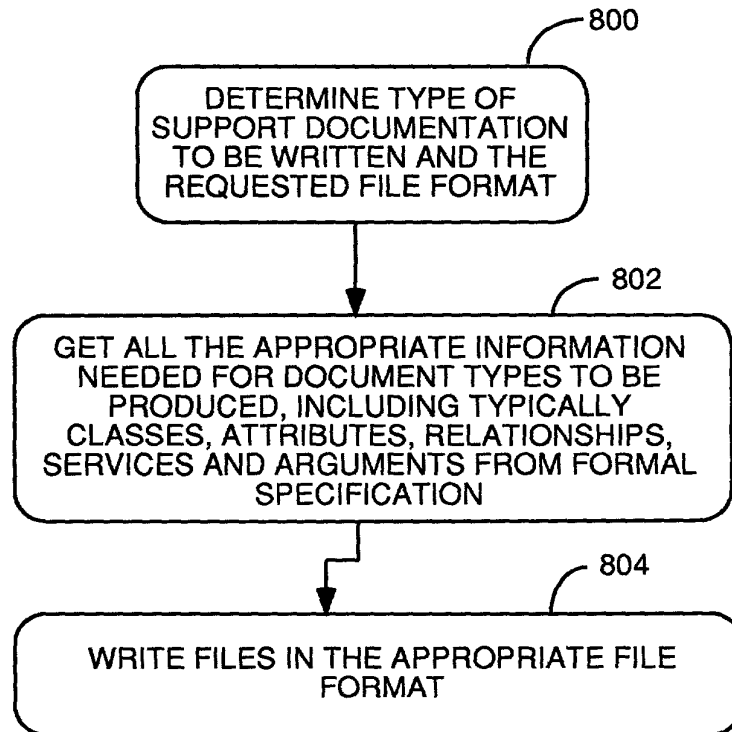 800
DETERMINE TYPE OF
SUPPORT DOCUMENTATION
TO BE WRITTEN AND THE
REQUESTED FILE FORMAT
802
GET ALL THE APPROPRIATE INFORMATION
NEEDED FOR DOCUMENT TYPES TO BE
PRODUCED, INCLUDING TYPICALLY
CLASSES, ATTRIBUTES, RELATIONSHIPS,
SERVICES AND ARGUMENTS FROM FORMAL
SPECIFICATION
804
WRITE FILES IN THE APPROPRIATE FILE
FORMAT